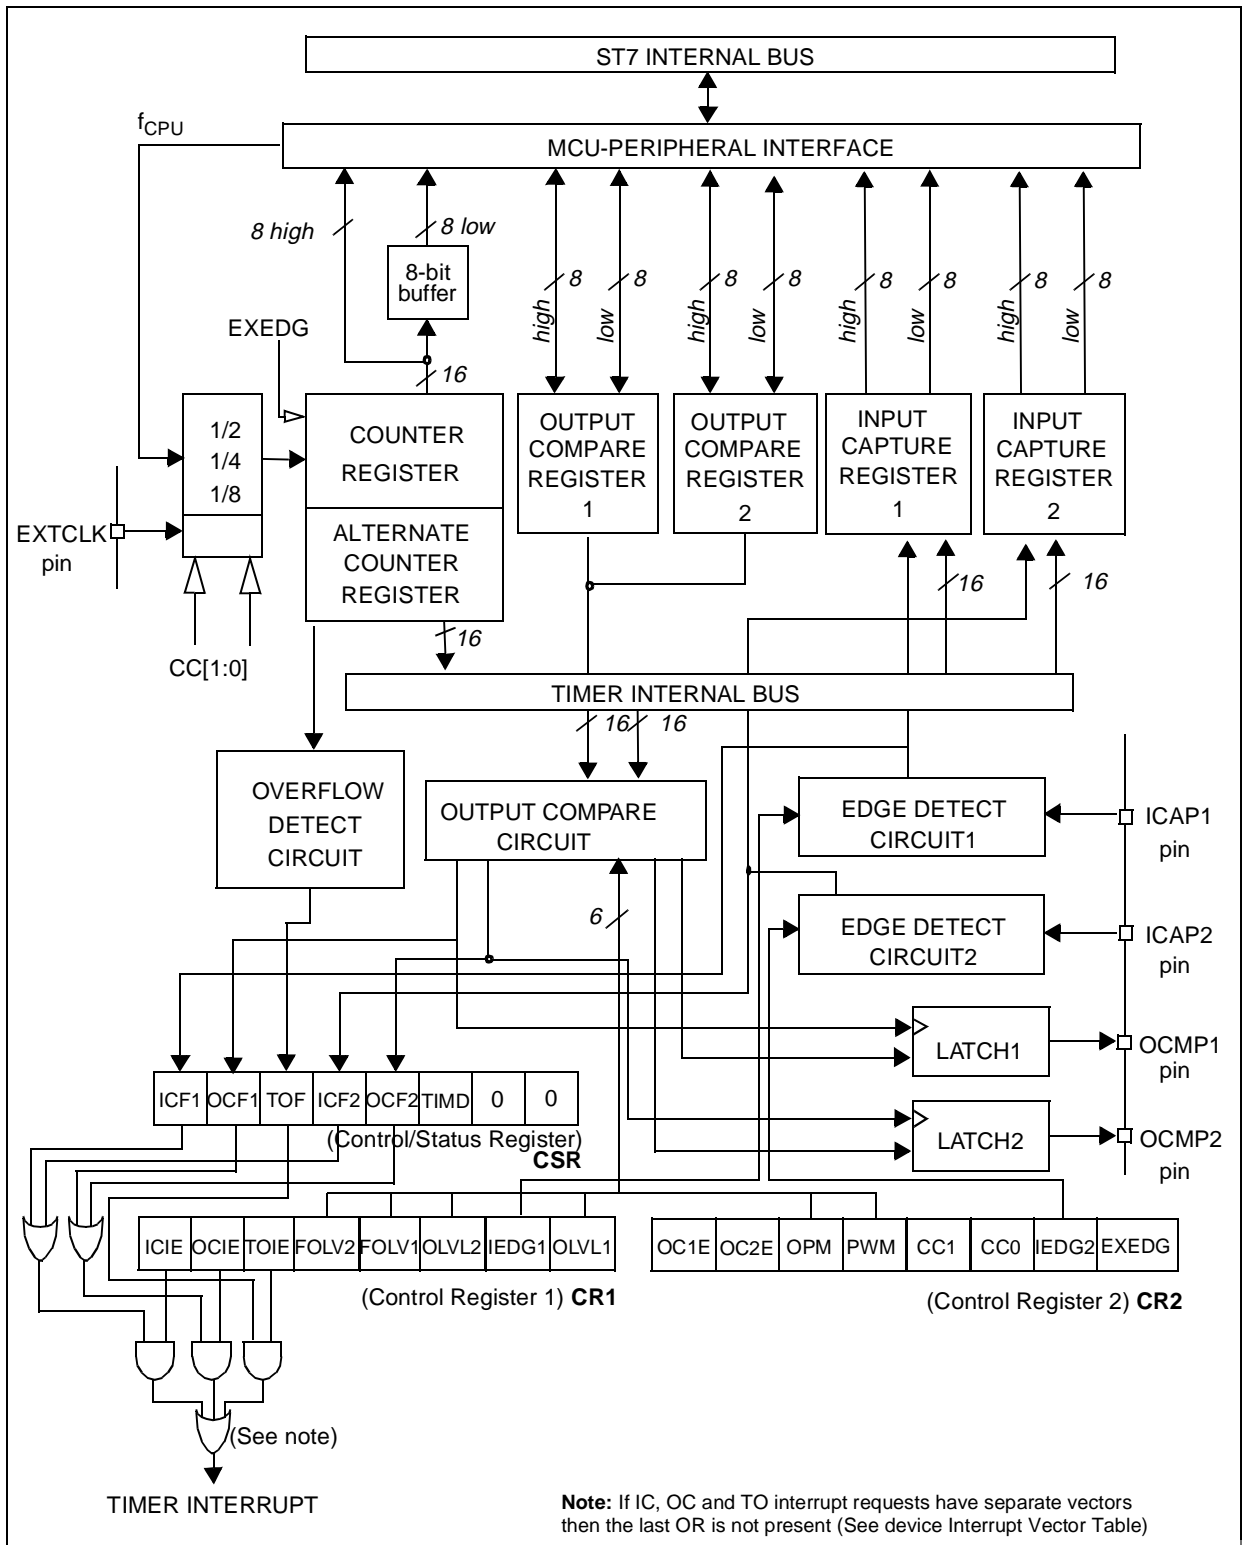 ST7 INTERNAL BUS
fCPU
MCU-PERIPHERAL INTERFACE
8 high
8 low
8-bit
buffer
8
8
8
8
8
8
8
8
high
low
high
low
high
low
high
low
EXEDG
16
1/2
1/4
1/8
COUNTER
REGISTER
OUTPUT
COMPARE
REGISTER
1
OUTPUT
COMPARE
REGISTER
2
INPUT
CAPTURE
REGISTER
1
INPUT
CAPTURE
REGISTER
2
EXTCLK
pin
ALTERNATE
COUNTER
REGISTER
16
16
16
CC[1:0]
TIMER INTERNAL BUS
16
16
OVERFLOW
DETECT
CIRCUIT
OUTPUT COMPARE
CIRCUIT
EDGE DETECT
CIRCUIT1
ICAP1
pin
6
EDGE DETECT
CIRCUIT2
ICAP2
pin
LATCH1
OCMP1
pin
ICF1 OCF1 TOF ICF2 OCF2 TIMD 0 0
(Control/Status Register)
CSR
LATCH2
OCMP2
pin
ICIE OCIE TOIE FOLV2 FOLV1 OLVL2 IEDG1 OLVL1
OC1E OC2E OPM PWM CC1 CC0 IEDG2 EXEDG
(Control Register 1) CR1
(Control Register 2) CR2
(See note)
TIMER INTERRUPT
Note: If IC, OC and TO interrupt requests have separate vectors
then the last OR is not present (See device Interrupt Vector Table)